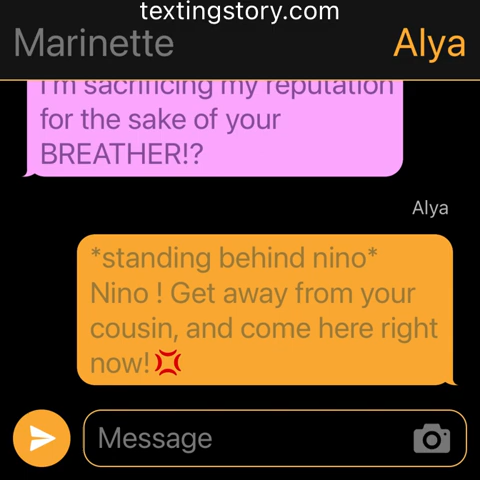 textingstory.com
Marinette
Alya
I'm sacrificing my reputation
for the sake of your
BREATHER!?
Alya
*standing behind nino*
Nino ! Get away from your
cousin, and come here right
now!💢
Message